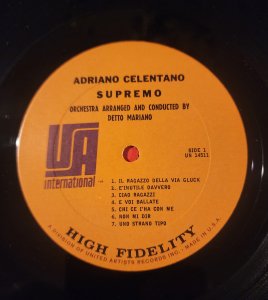 ADRIANO CELENTANO
SUPREMO
ORCHESTRA ARRANGED AND CONDUCTED BY
DETTO MARIANO
UA
international
SIDE 1
UN 14511
1. IL RAGAZZO DELLA VIA GLUCK
2. E'INUTILE DAVVERO
3. CIAO RAGAZZI
4. E VOI BALLATE
5. CHI CE L'HA CON ME
6. NON MI DIR
7. UNO STRANO TIPO
HIGH FIDELITY
A DIVISION OF UNITED ARTISTS RECORDS INC., MADE IN U.S.A.